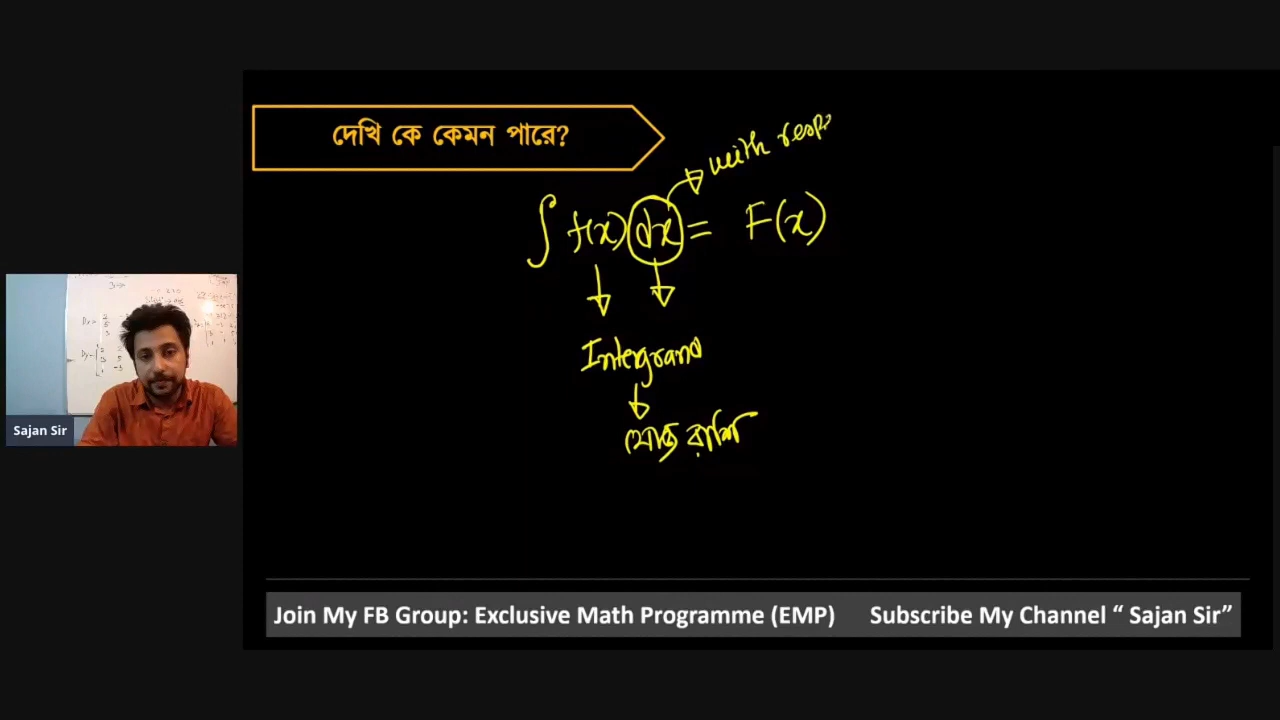 দেখি কে কেমন পারে?
with resp
∫ f(x) dx = F(x)
Intergrand
যোজ্য রাশি
Sajan Sir
Join My FB Group: Exclusive Math Programme (EMP) Subscribe My Channel “ Sajan Sir”